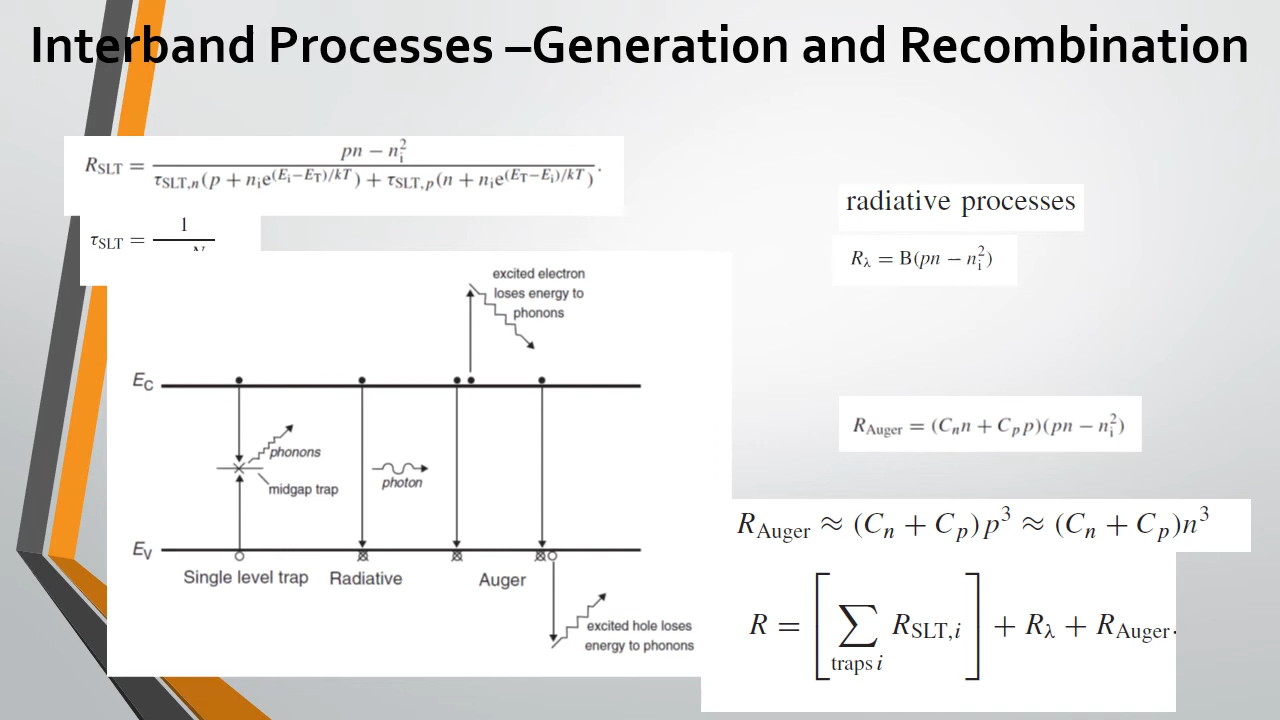 Interband Processes –Generation and Recombination
R_SLT = (pn − n_i^2) / (τ_SLT,n(p + n_i e^((E_i−E_T)/kT)) + τ_SLT,p(n + n_i e^((E_T−E_i)/kT))).
τ_SLT = 1
radiative processes
R_λ = B(pn − n_i^2)
excited electron
loses energy to
phonons
E_C
phonons
midgap trap
photon
E_V
Single level trap
Radiative
Auger
excited hole loses
energy to phonons
R_Auger = (C_n n + C_p p)(pn − n_i^2)
R_Auger ≈ (C_n + C_p)p^3 ≈ (C_n + C_p)n^3
R = [∑ R_SLT,i] + R_λ + R_Auger.
traps i